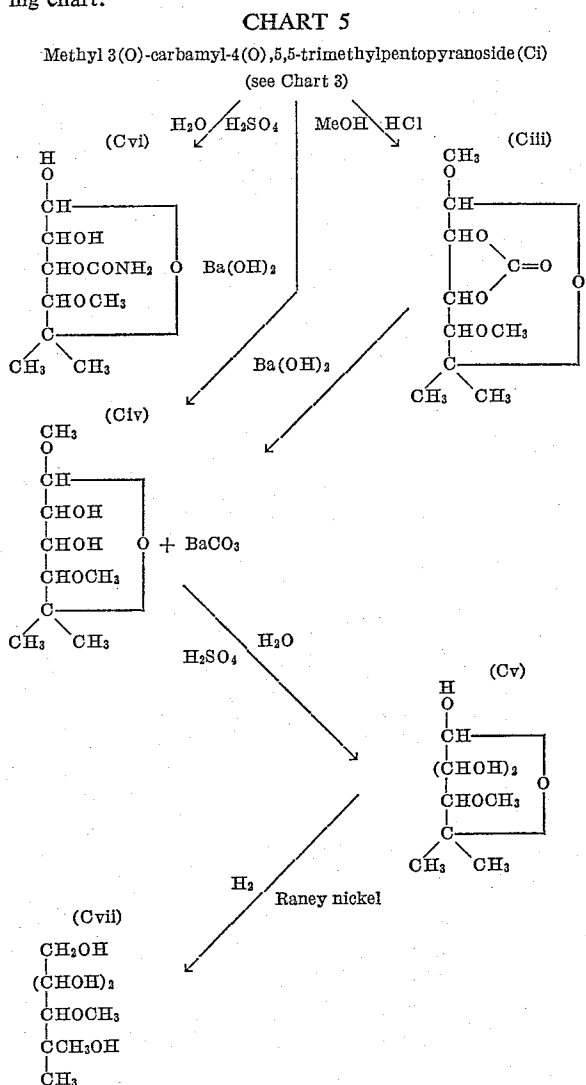 ing chart:
CHART 5
Methyl 3(O)-carbamyl-4(O),5,5-trimethylpentopyranoside(Ci)
(see Chart 3)
H₂O H₂SO₄
MeOH HCl
(Cvi)
H
O
CH
CHOH
CHOCONH₂ O
CHOCH₃
C
CH₃ CH₃
Ba(OH)₂
(Ciii)
CH₃
O
CH
CHO
C=O
O
CHO
CHOCH₃
C
CH₃ CH₃
Ba(OH)₂
(Civ)
CH₃
O
CH
CHOH
CHOH O + BaCO₃
CHOCH₃
C
CH₃ CH₃
H₂O
H₂SO₄
(Cv)
H
O
CH
(CHOH)₂
O
CHOCH₃
C
CH₃ CH₃
H₂
Raney nickel
(Cvii)
CH₂OH
(CHOH)₂
CHOCH₃
CCH₃OH
CH₃